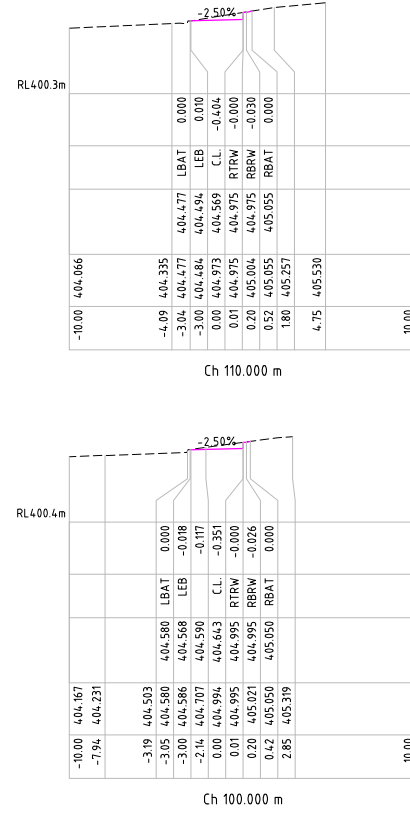 -2.50%
RL400.3m
0.000 0.010 -0.404 -0.000 -0.030 0.000
LBAT LEB C.L. RTRW RBRW RBAT
404.477 404.494 404.569 404.975 404.975 405.055
404.066 404.335 404.477 404.484 404.973 404.975 405.004 405.055 405.257 405.530
-10.00 -4.09 -3.04 -3.00 0.00 0.01 0.20 0.52 1.80 4.75 10.00
Ch 110.000 m
-2.50%
RL400.4m
0.000 -0.018 -0.117 -0.351 -0.000 -0.026 0.000
LBAT LEB C.L. RTRW RBRW RBAT
404.580 404.568 404.590 404.643 404.995 404.995 405.050
404.167 404.231 404.503 404.580 404.586 404.707 404.994 404.995 405.021 405.050 405.319
-10.00 -7.94 -3.19 -3.05 -3.00 -2.14 0.00 0.01 0.20 0.42 2.85 10.00
Ch 100.000 m